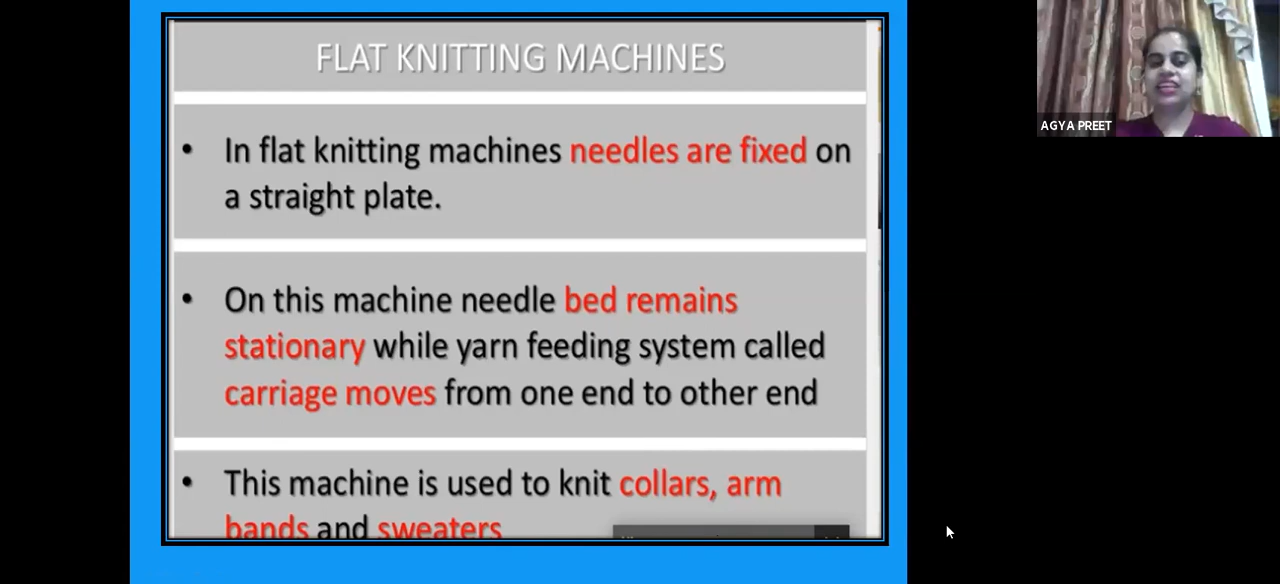 FLAT KNITTING MACHINES
• In flat knitting machines needles are fixed on
a straight plate.
• On this machine needle bed remains
stationary while yarn feeding system called
carriage moves from one end to other end
• This machine is used to knit collars, arm
bands and sweaters
AGYA PREET